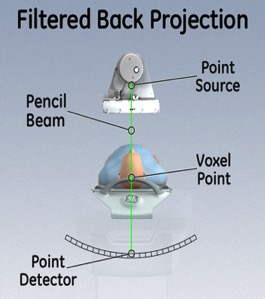 Filtered Back Projection
Point
Source
Pencil
Beam
Voxel
Point
Point
Detector